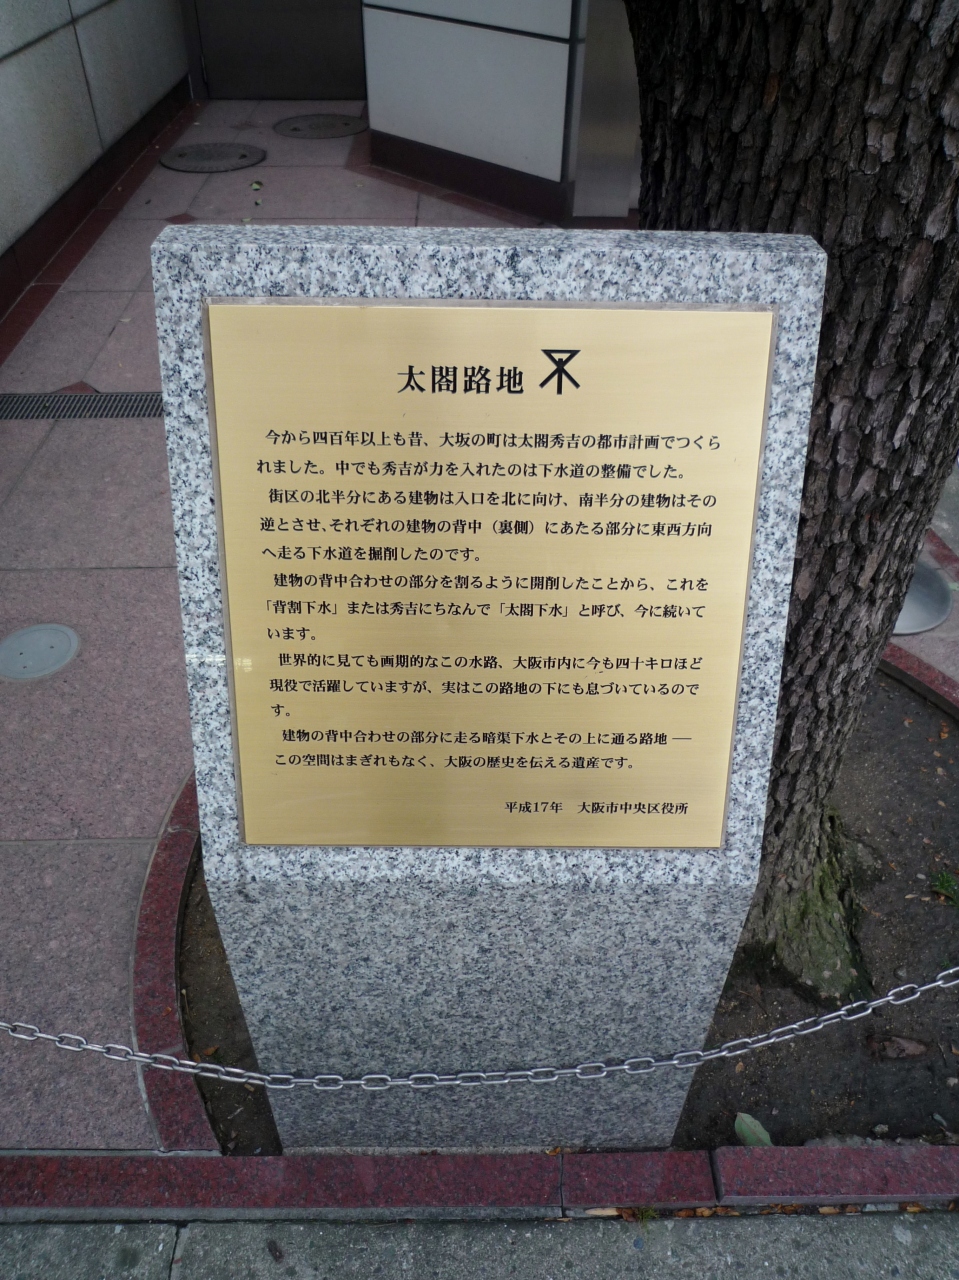 太閤路地
今から四百年以上も昔、大坂の町は太閤秀吉の都市計画でつくら
れました。中でも秀吉が力を入れたのは下水道の整備でした。
街区の北半分にある建物は入口を北に向け、南半分の建物はその
逆とさせ、それぞれの建物の背中（裏側）にあたる部分に東西方向
へ走る下水道を掘削したのです。
建物の背中合わせの部分を割るように開削したことから、これを
「背割下水」または秀吉にちなんで「太閤下水」と呼び、今に続いて
います。
世界的に見ても画期的なこの水路、大阪市内に今も四十キロほど
現役で活躍していますが、実はこの路地の下にも息づいているので
す。
建物の背中合わせの部分に走る暗渠下水とその上に通る路地 ──
この空間はまぎれもなく、大阪の歴史を伝える遺産です。
平成17年　大阪市中央区役所